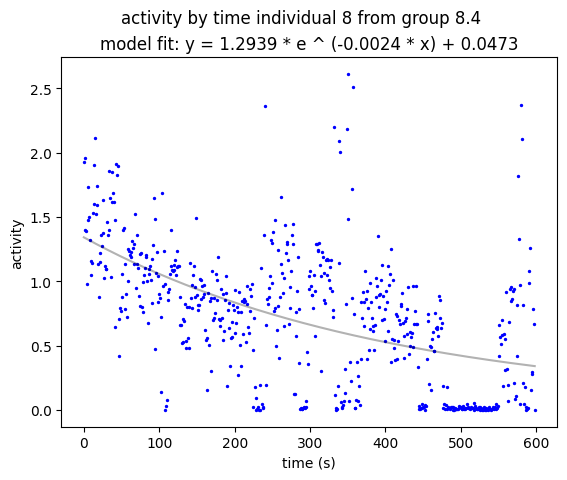 activity by time individual 8 from group 8.4
model fit: y = 1.2939 * e ^ (-0.0024 * x) + 0.0473
2.5
2.0
1.5
1.0
0.5
0.0
activity
0 100 200 300 400 500 600
time (s)